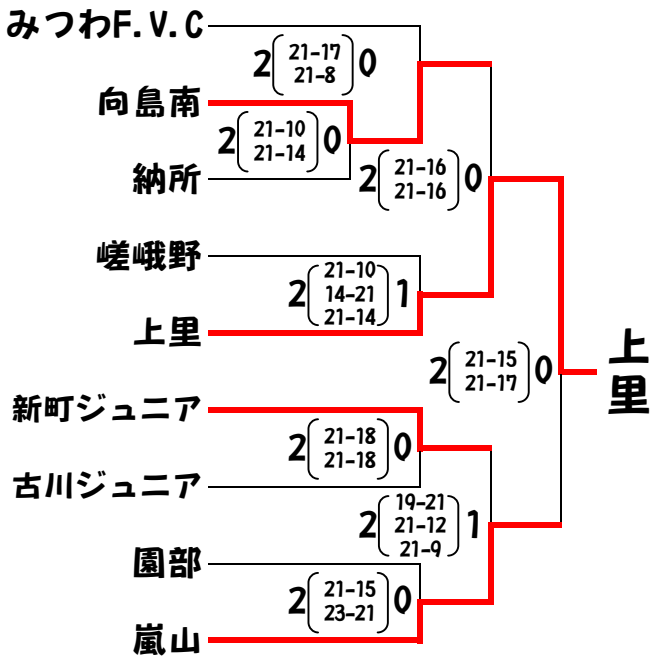 みつわF.V.C
2 21-17 0
21-8
向島南
2 21-10 0
21-14
納所
2 21-16 0
21-16
嵯峨野
2 21-10 1
14-21
21-14
上里
2 21-15 0
21-17
上里
新町ジュニア
2 21-18 0
21-18
古川ジュニア
2 19-21 1
21-12
21-9
園部
2 21-15 0
23-21
嵐山